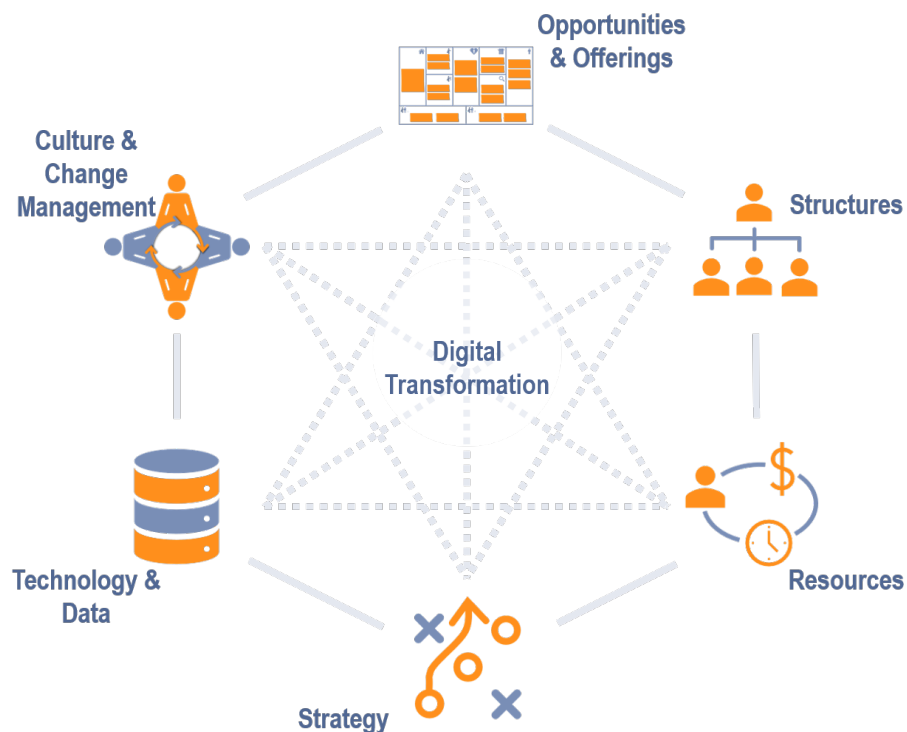 Opportunities
& Offerings
Culture &
Change
Management
Structures
Digital
Transformation
Technology &
Data
Resources
Strategy